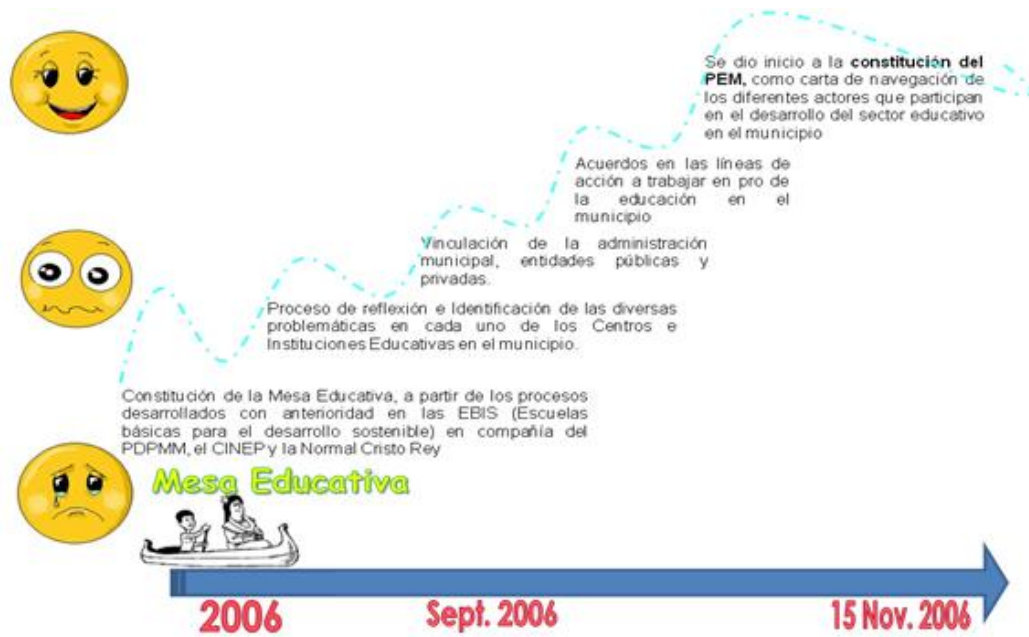 Se dio inicio a la constitución del
PEM, como carta de navegación de
los diferentes actores que participan
en el desarrollo del sector educativo
en el municipio
Acuerdos en las líneas de
acción a trabajar en pro de
la educación en el
municipio
Vinculación de la administración
municipal, entidades públicas y
privadas.
Proceso de reflexión e Identificación de las diversas
problemáticas en cada uno de los Centros e
Instituciones Educativas en el municipio.
Constitución de la Mesa Educativa, a partir de los procesos
desarrollados con anterioridad en las EBIS (Escuelas
básicas para el desarrollo sostenible) en compañía del
PDPMM, el CINEP y la Normal Cristo Rey
Mesa Educativa
2006
Sept. 2006
15 Nov. 2006